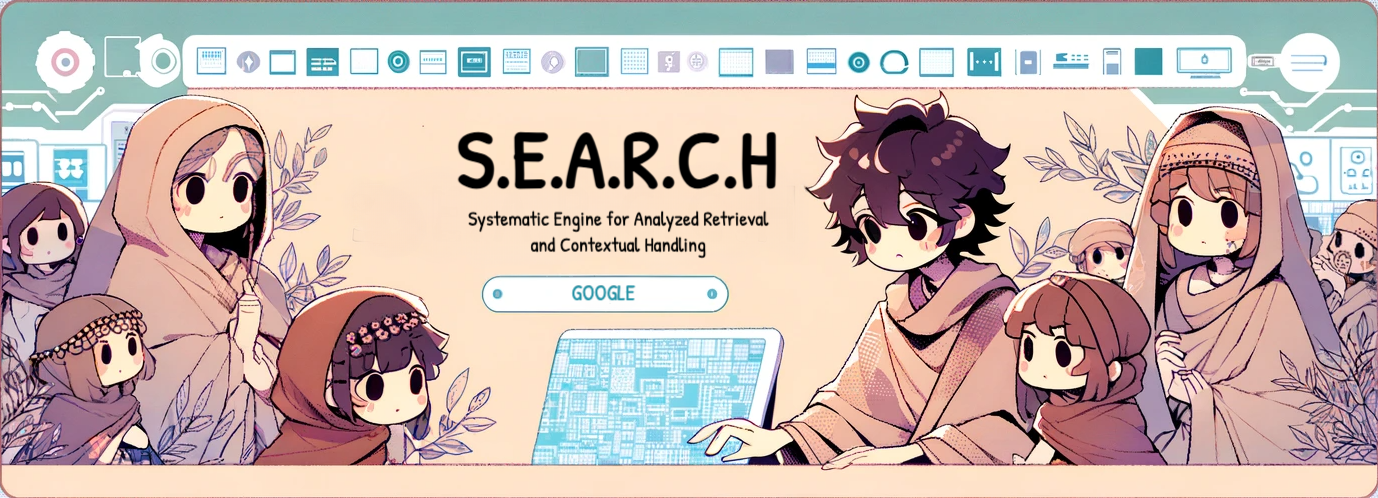 S.E.A.R.C.H
Systematic Engine for Analyzed Retrieval
and Contextual Handling
GOOGLE